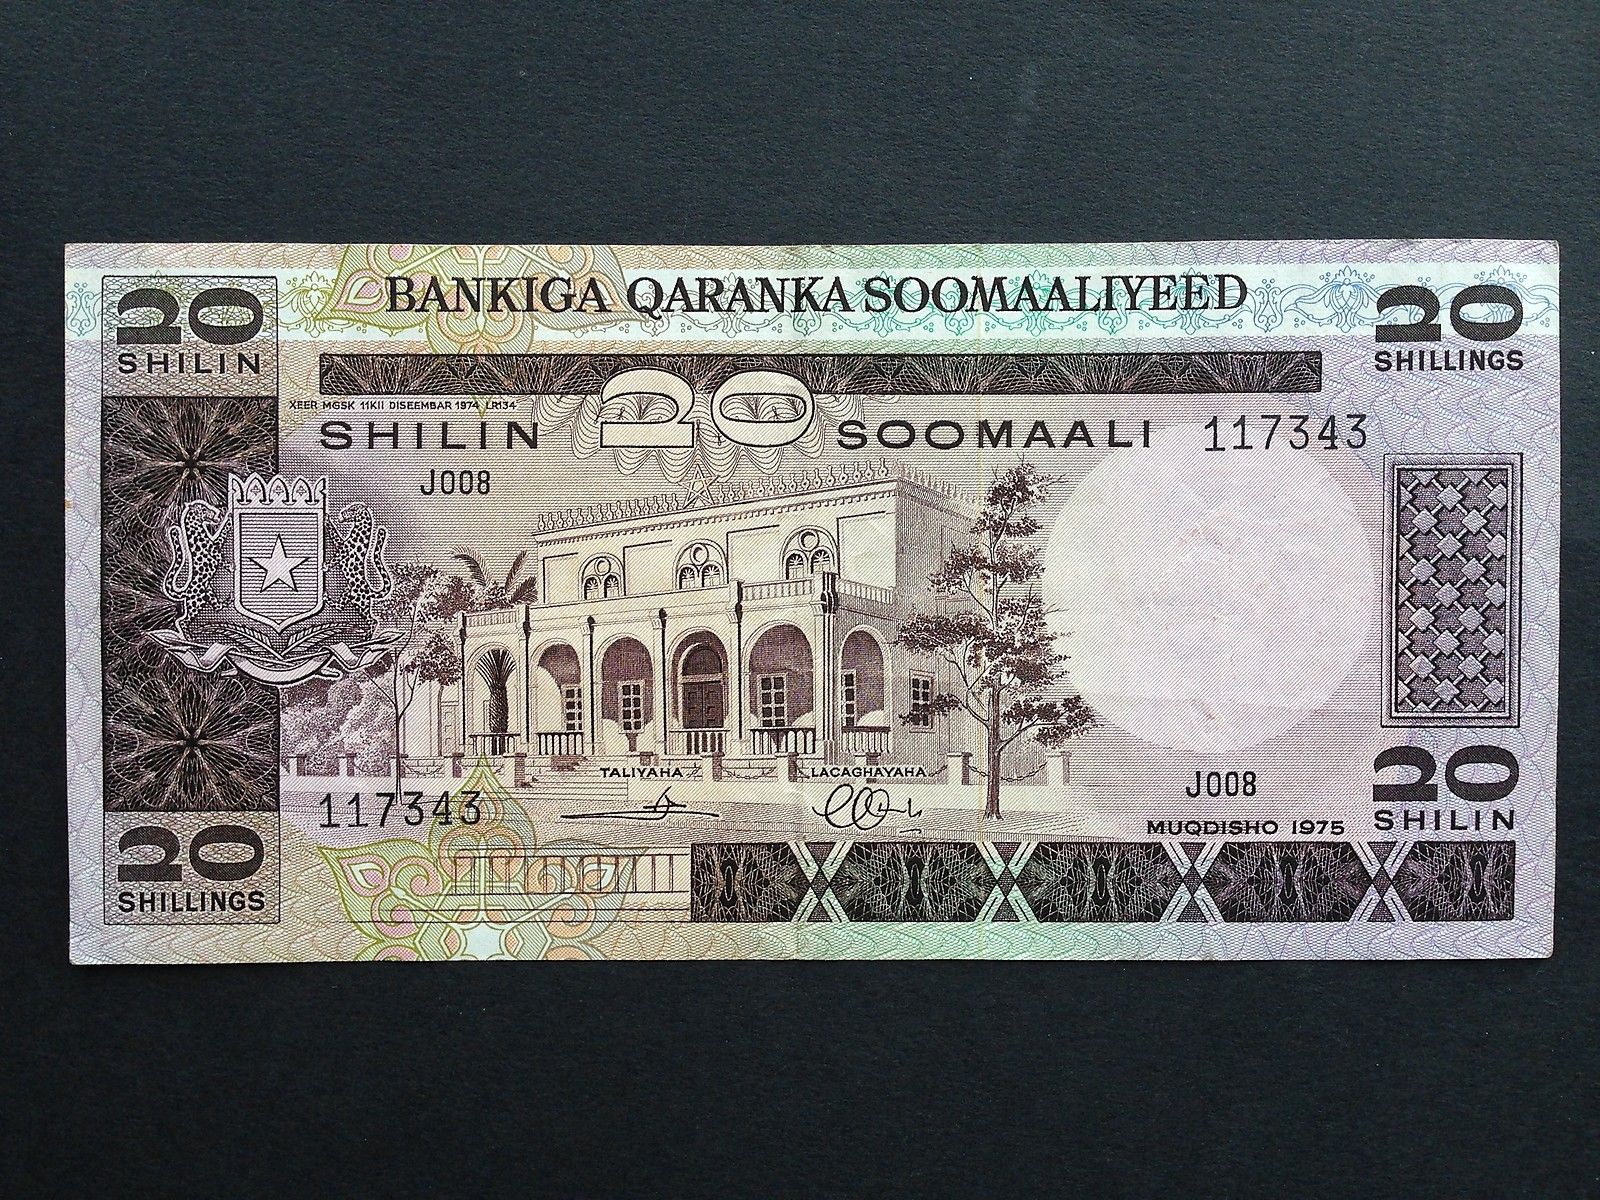 BANKIGA QARANKA SOOMAALIYEED
20
SHILIN
20
SHILLINGS
XEER MGSK 11KII DISEEMBAR 1974 LR134
SHILIN 20 SOOMAALI
117343
J008
TALIYAHA
LACAGHAYAHA
J008
117343
MUQDISHO 1975
20
SHILIN
20
SHILLINGS